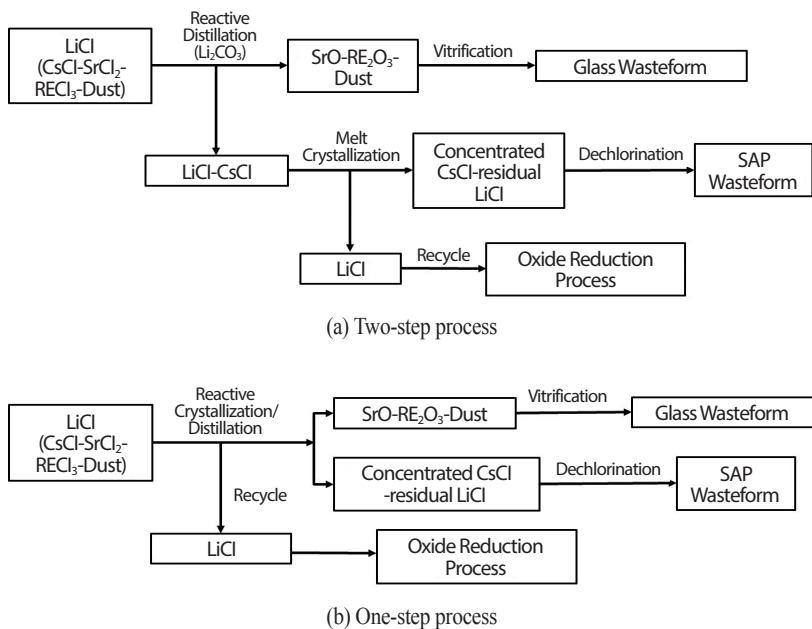 LiCl
(CsCl-SrCl₂-
RECl₃-Dust)
Reactive
Distillation
(Li₂CO₃)
SrO-RE₂O₃-
Dust
Vitrification
Glass Wasteform
LiCl-CsCl
Melt
Crystallization
Concentrated
CsCl-residual
LiCl
Dechlorination
SAP
Wasteform
LiCl
Recycle
Oxide Reduction
Process
(a) Two-step process
LiCl
(CsCl-SrCl₂-
RECl₃-Dust)
Reactive
Crystallization/
Distillation
SrO-RE₂O₃-Dust
Vitrification
Glass Wasteform
Concentrated CsCl
-residual LiCl
Dechlorination
SAP
Wasteform
Recycle
LiCl
Oxide Reduction
Process
(b) One-step process